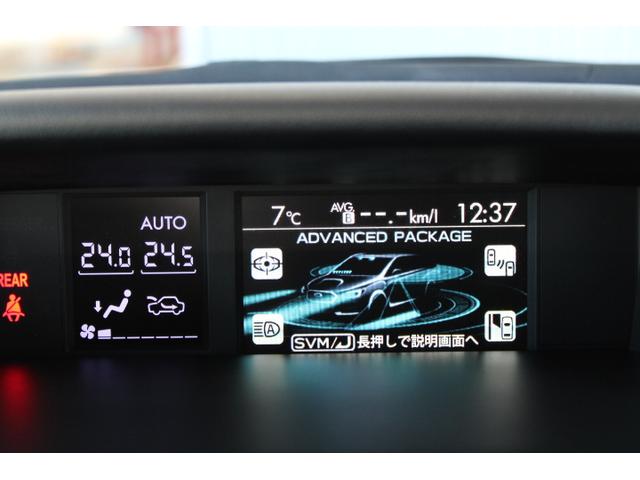 7℃ AVG. B --.-km/l 12:37
AUTO
ADVANCED PACKAGE
24.0 24.5
REAR
A
SVM/ 長押しで説明画面へ